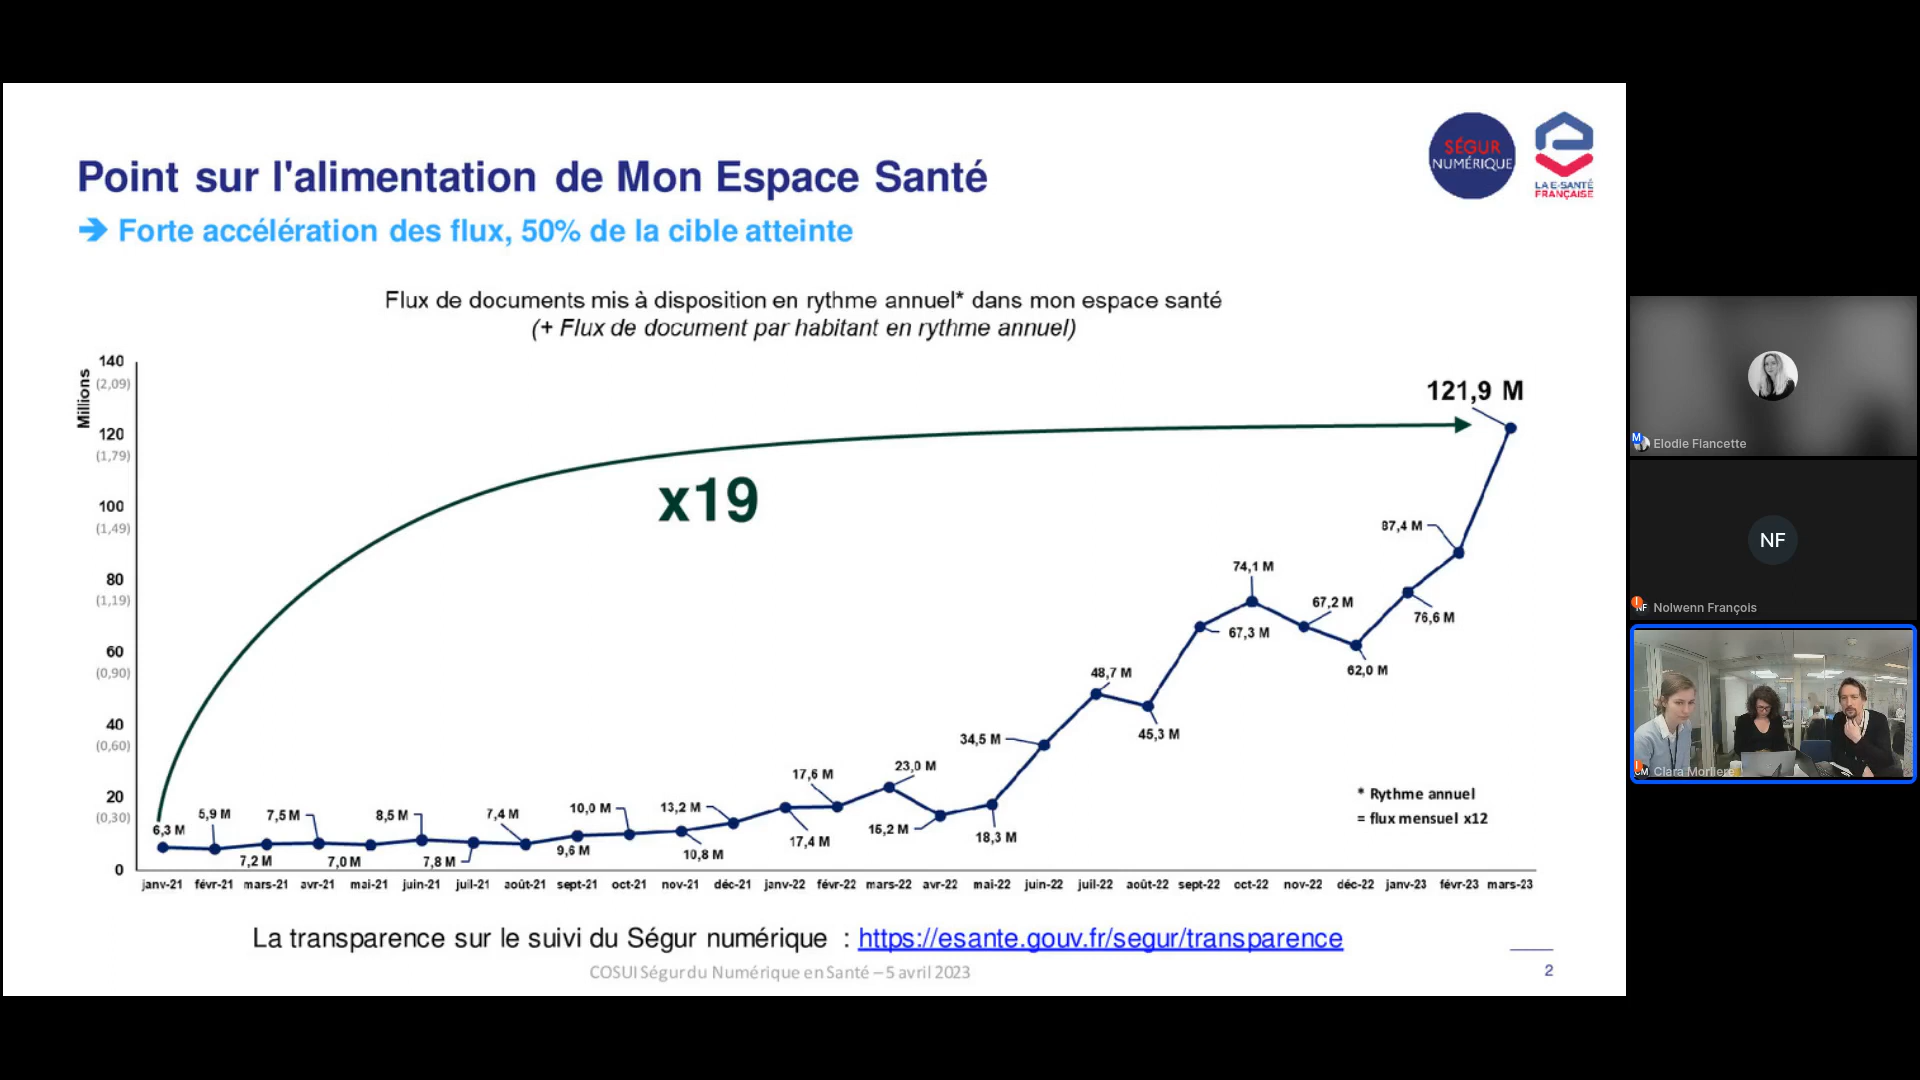 Point sur l'alimentation de Mon Espace Santé
➔ Forte accélération des flux, 50% de la cible atteinte
SÉGUR
NUMÉRIQUE
LA E-SANTÉ
FRANÇAISE
Flux de documents mis à disposition en rythme annuel* dans mon espace santé
(+ Flux de document par habitant en rythme annuel)
Millions
140
(2,09)
120
(1,79)
100
(1,49)
80
(1,19)
60
(0,90)
40
(0,60)
20
(0,30)
0
x19
6,3 M
5,9 M
7,2 M
7,5 M
7,0 M
8,5 M
7,8 M
7,4 M
9,6 M
10,0 M
10,8 M
13,2 M
17,4 M
17,6 M
23,0 M
15,2 M
18,3 M
34,5 M
48,7 M
45,3 M
67,3 M
74,1 M
67,2 M
62,0 M
76,6 M
87,4 M
121,9 M
* Rythme annuel
= flux mensuel x12
janv-21 févr-21 mars-21 avr-21 mai-21 juin-21 juil-21 août-21 sept-21 oct-21 nov-21 déc-21 janv-22 févr-22 mars-22 avr-22 mai-22 juin-22 juil-22 août-22 sept-22 oct-22 nov-22 déc-22 janv-23 févr-23 mars-23
La transparence sur le suivi du Ségur numérique : https://esante.gouv.fr/segur/transparence
COSUI Ségur du Numérique en Santé – 5 avril 2023
2
M
Elodie Flancette
NF
NF
Nolwenn François
CM
Clara Morliere